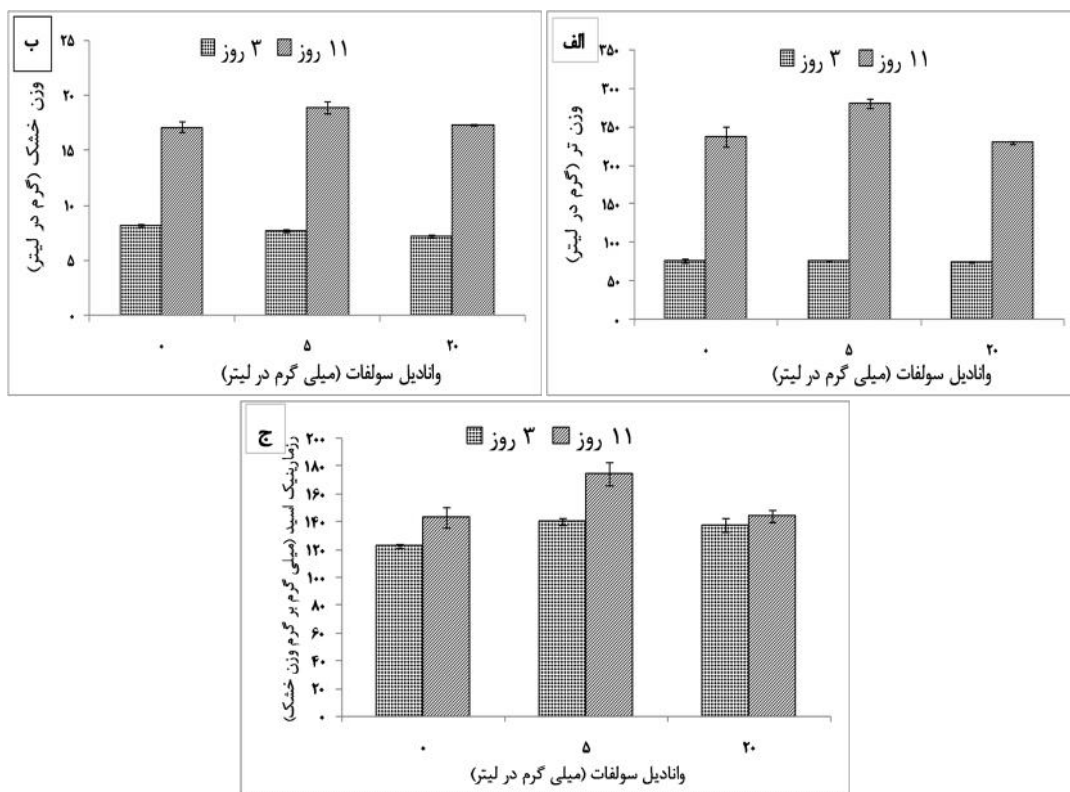 الف
۳ روز ۱۱ روز
وزن تر (گرم در لیتر)
۳۵۰
۳۰۰
۲۵۰
۲۰۰
۱۵۰
۱۰۰
۵۰
۰
۰ ۵ ۲۰
وانادیل سولفات (میلی گرم در لیتر)
ب
۳ روز ۱۱ روز
وزن خشک (گرم در لیتر)
۲۵
۲۰
۱۵
۱۰
۵
۰
۰ ۵ ۲۰
وانادیل سولفات (میلی گرم در لیتر)
ج
۳ روز ۱۱ روز
رزمارینیک اسید (میلی گرم بر گرم وزن خشک)
۲۰۰
۱۸۰
۱۶۰
۱۴۰
۱۲۰
۱۰۰
۸۰
۶۰
۴۰
۲۰
۰
۰ ۵ ۲۰
وانادیل سولفات (میلی گرم در لیتر)